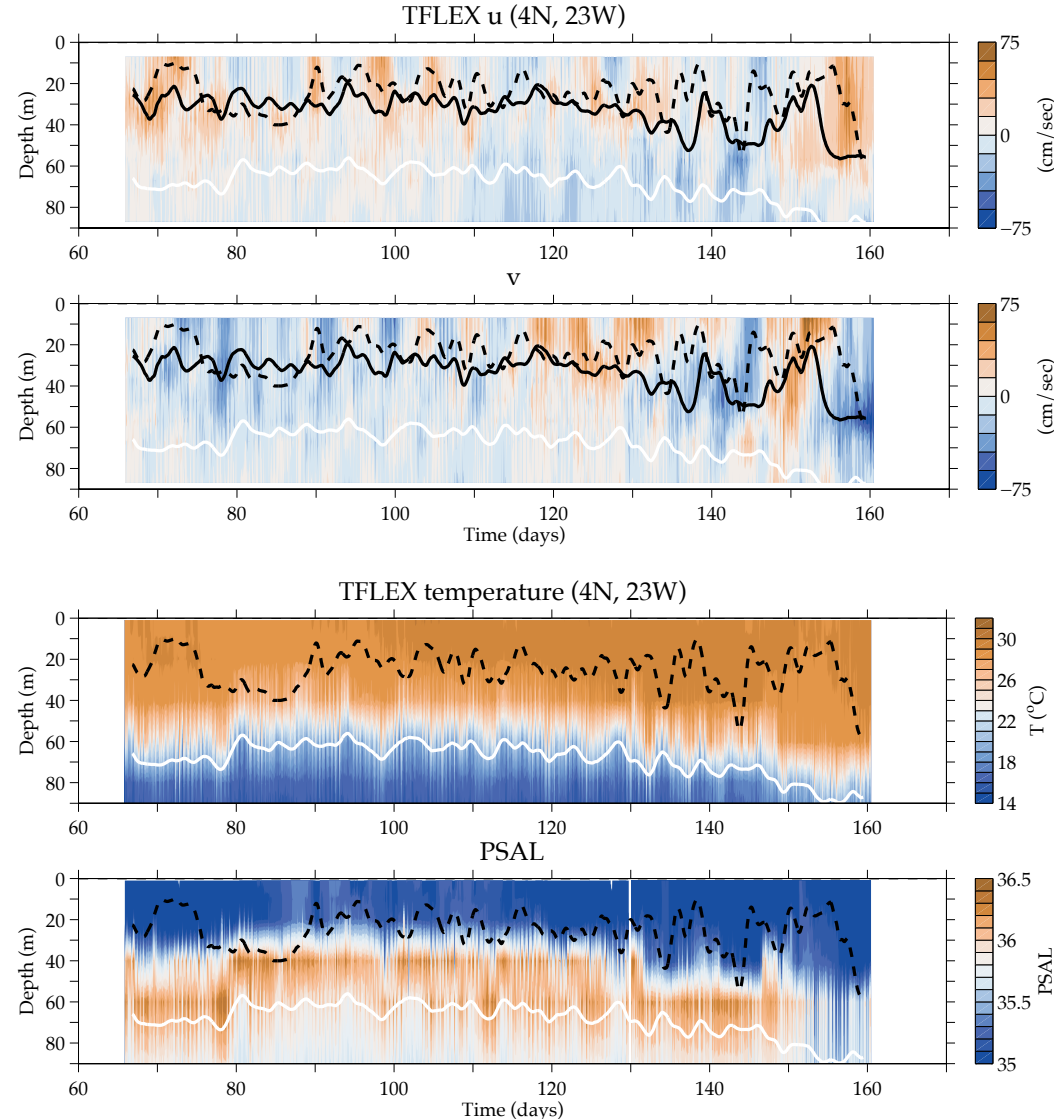 TFLEX u (4N, 23W)
0
20
40
60
80
Depth (m)
60 80 100 120 140 160
75
0
−75
(cm/sec)
v
0
20
40
60
80
Depth (m)
60 80 100 120 140 160
Time (days)
75
0
−75
(cm/sec)
TFLEX temperature (4N, 23W)
0
20
40
60
80
Depth (m)
60 80 100 120 140 160
30
26
22
18
14
T (°C)
PSAL
0
20
40
60
80
Depth (m)
60 80 100 120 140 160
Time (days)
36.5
36
35.5
35
PSAL